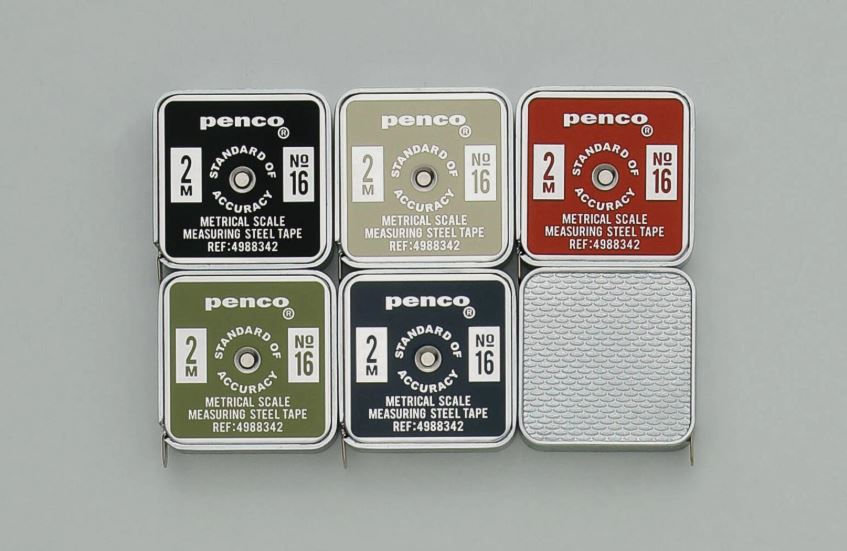 penco®
2 M
STANDARD OF ACCURACY
No 16
METRICAL SCALE
MEASURING STEEL TAPE
REF:4988342
penco®
2 M
STANDARD OF ACCURACY
No 16
METRICAL SCALE
MEASURING STEEL TAPE
REF:4988342
penco®
2 M
STANDARD OF ACCURACY
No 16
METRICAL SCALE
MEASURING STEEL TAPE
REF:4988342
penco®
2 M
STANDARD OF ACCURACY
No 16
METRICAL SCALE
MEASURING STEEL TAPE
REF:4988342
penco®
2 M
STANDARD OF ACCURACY
No 16
METRICAL SCALE
MEASURING STEEL TAPE
REF:4988342